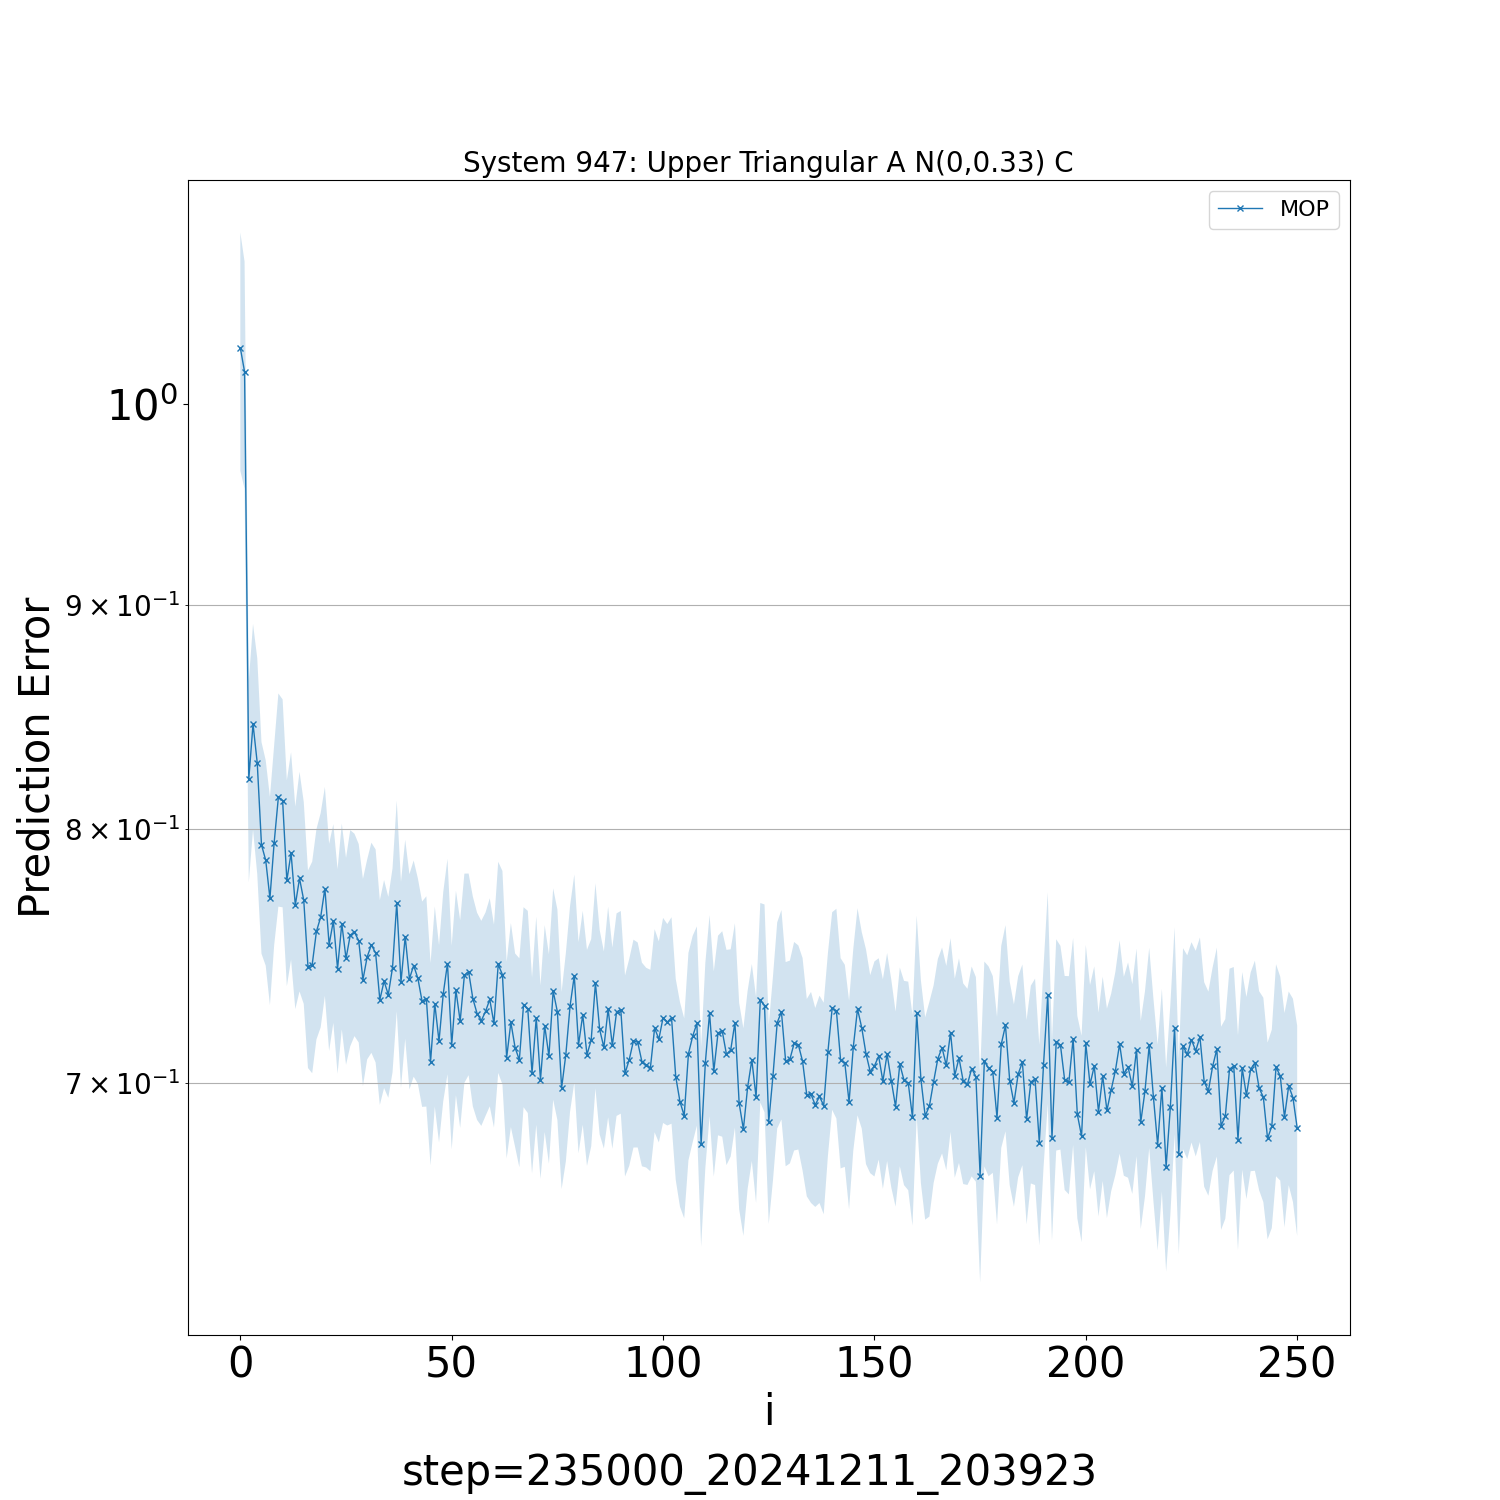 System 947: Upper Triangular A N(0,0.33) C
MOP
Prediction Error
10⁰
9 × 10⁻¹
8 × 10⁻¹
7 × 10⁻¹
0 50 100 150 200 250
i
step=235000_20241211_203923